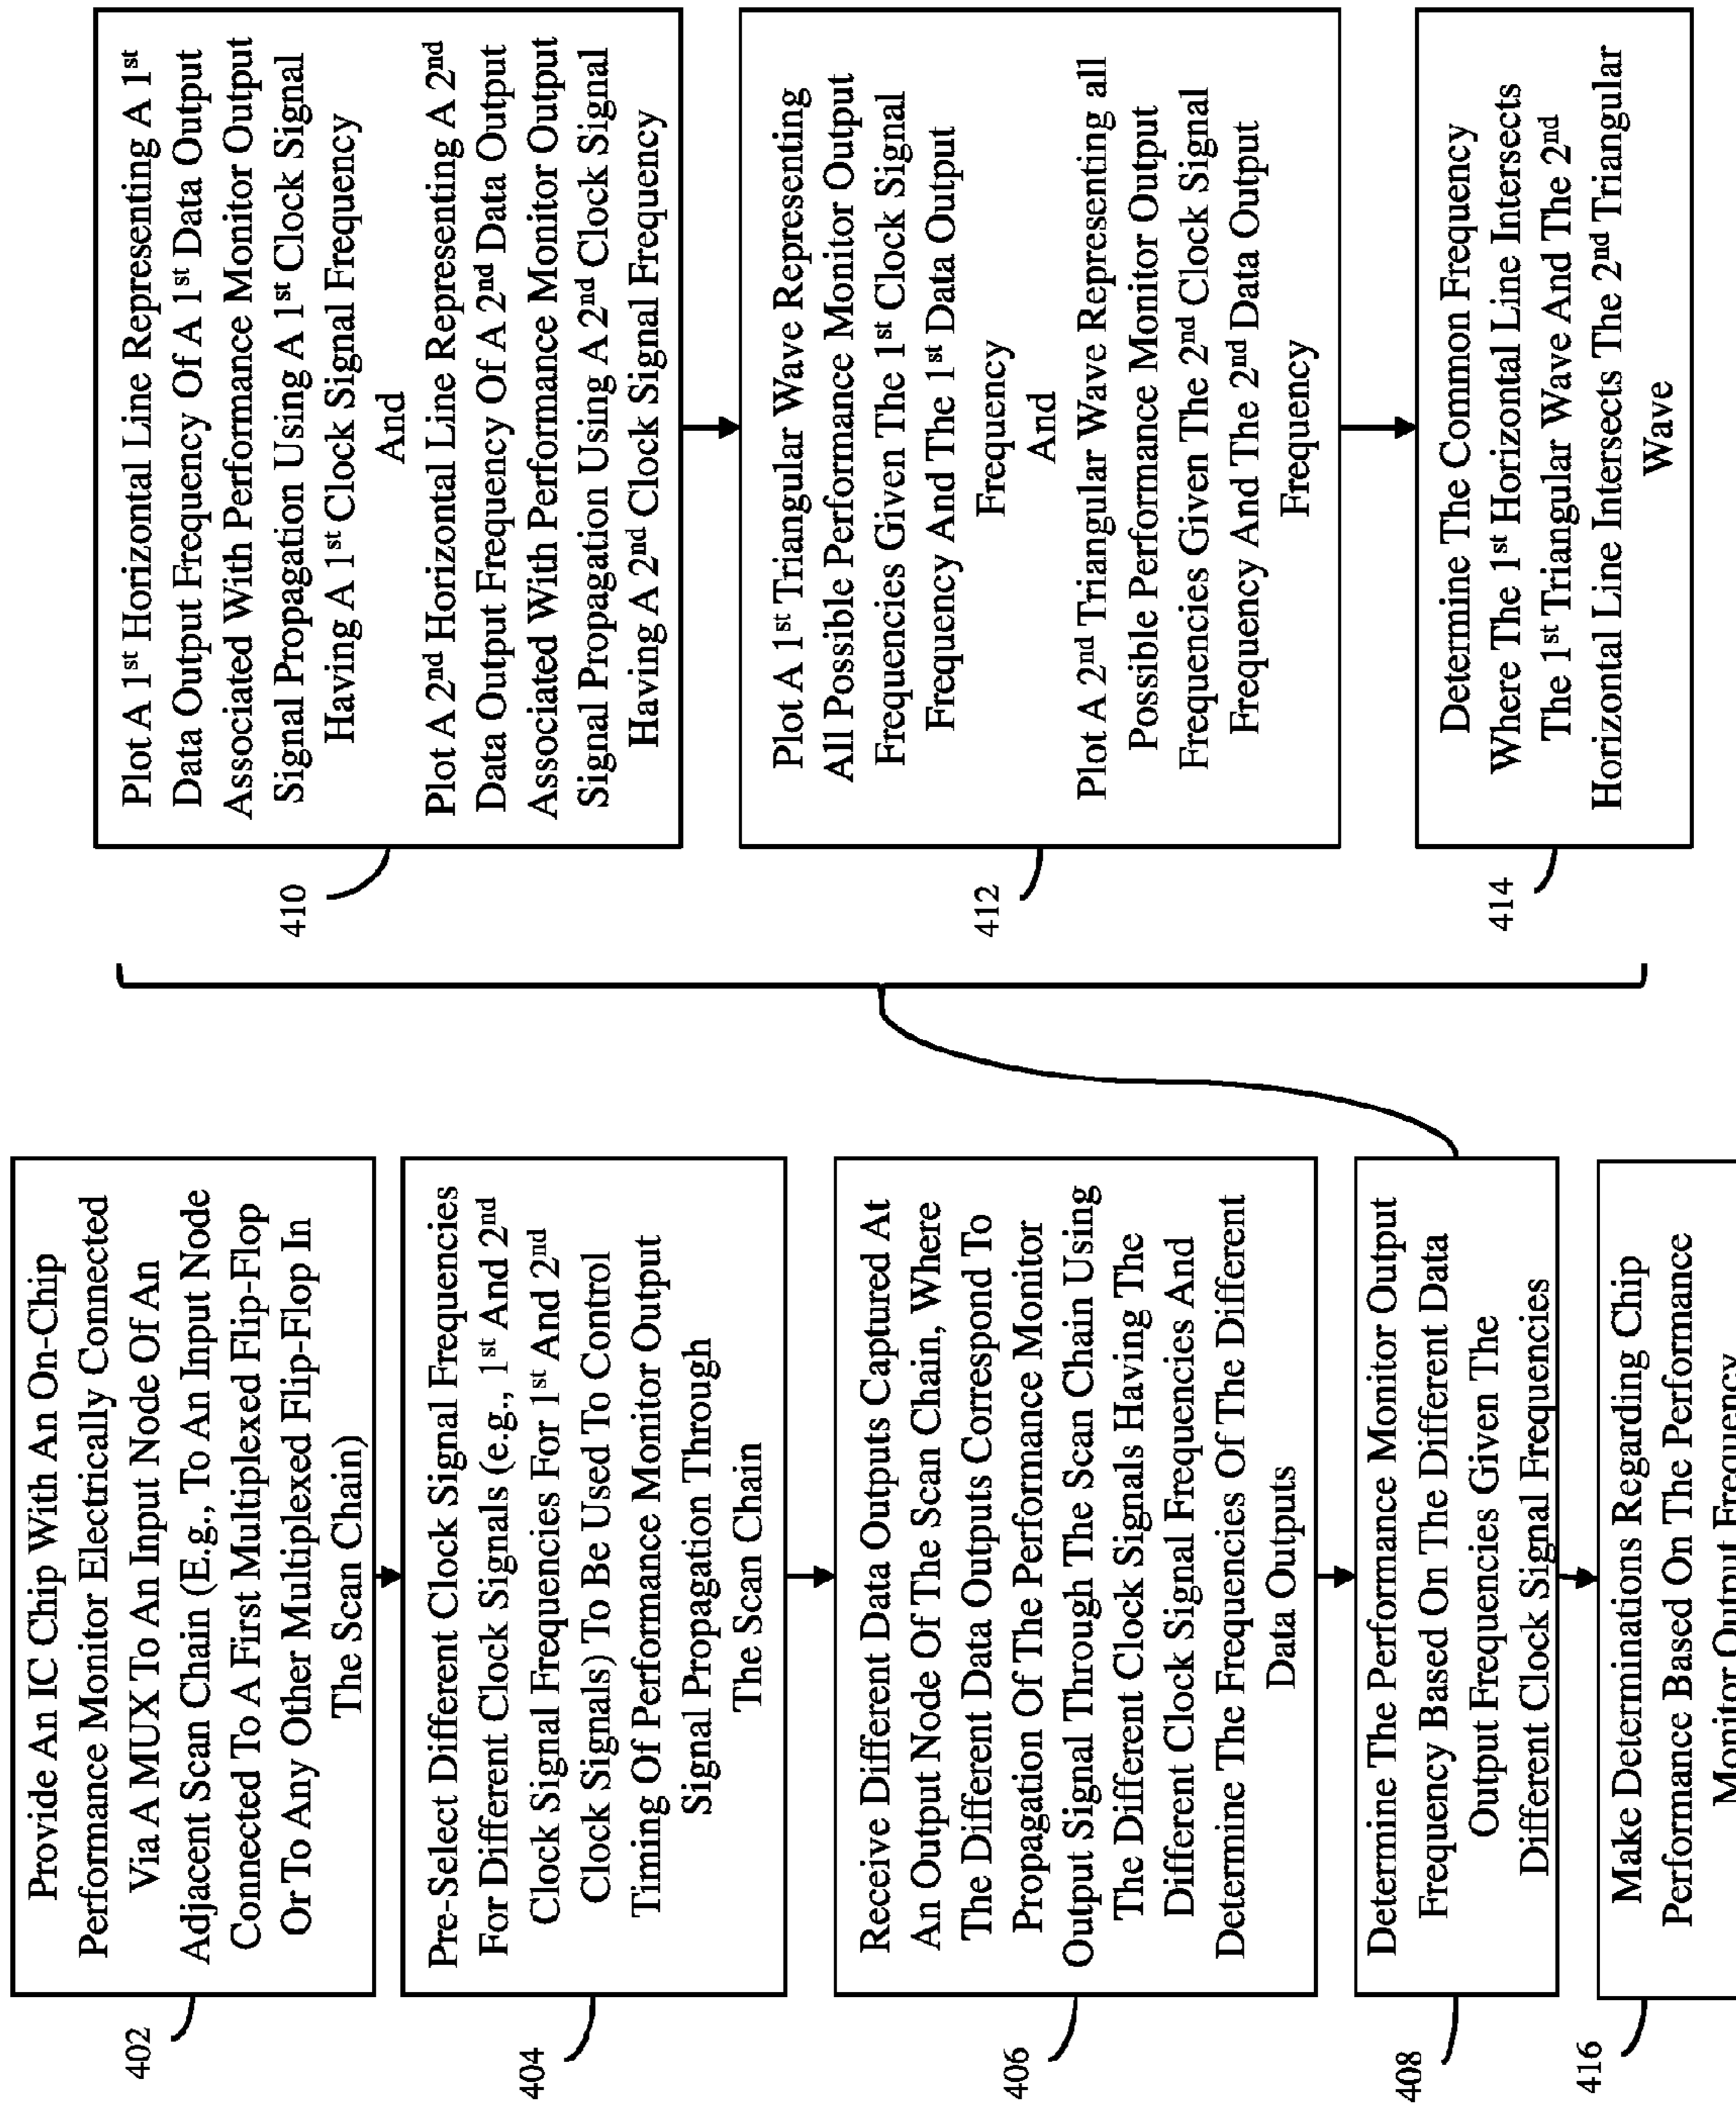 Provide An IC Chip With An On-Chip
Performance Monitor Electrically Connected
Via A MUX To An Input Node Of An
Adjacent Scan Chain (E.g., To An Input Node
Connected To A First Multiplexed Flip-Flop
Or To Any Other Multiplexed Flip-Flop In
The Scan Chain)
402
Pre-Select Different Clock Signal Frequencies
For Different Clock Signals (e.g., 1st And 2nd
Clock Signal Frequencies For 1st And 2nd
Clock Signals) To Be Used To Control
Timing Of Performance Monitor Output
Signal Propagation Through
The Scan Chain
404
Receive Different Data Outputs Captured At
An Output Node Of The Scan Chain, Where
The Different Data Outputs Correspond To
Propagation Of The Performance Monitor
Output Signal Through The Scan Chain Using
The Different Clock Signals Having The
Different Clock Signal Frequencies And
Determine The Frequencies Of The Different
Data Outputs
406
Determine The Performance Monitor Output
Frequency Based On The Different Data
Output Frequencies Given The
Different Clock Signal Frequencies
408
Make Determinations Regarding Chip
Performance Based On The Performance
Monitor Output Frequency
416
Plot A 1st Horizontal Line Representing A 1st
Data Output Frequency Of A 1st Data Output
Associated With Performance Monitor Output
Signal Propagation Using A 1st Clock Signal
Having A 1st Clock Signal Frequency
And
Plot A 2nd Horizontal Line Representing A 2nd
Data Output Frequency Of A 2nd Data Output
Associated With Performance Monitor Output
Signal Propagation Using A 2nd Clock Signal
Having A 2nd Clock Signal Frequency
410
Plot A 1st Triangular Wave Representing
All Possible Performance Monitor Output
Frequencies Given The 1st Clock Signal
Frequency And The 1st Data Output
Frequency
And
Plot A 2nd Triangular Wave Representing all
Possible Performance Monitor Output
Frequencies Given The 2nd Clock Signal
Frequency And The 2nd Data Output
Frequency
412
Determine The Common Frequency
Where The 1st Horizontal Line Intersects
The 1st Triangular Wave And The 2nd
Horizontal Line Intersects The 2nd Triangular
Wave
414